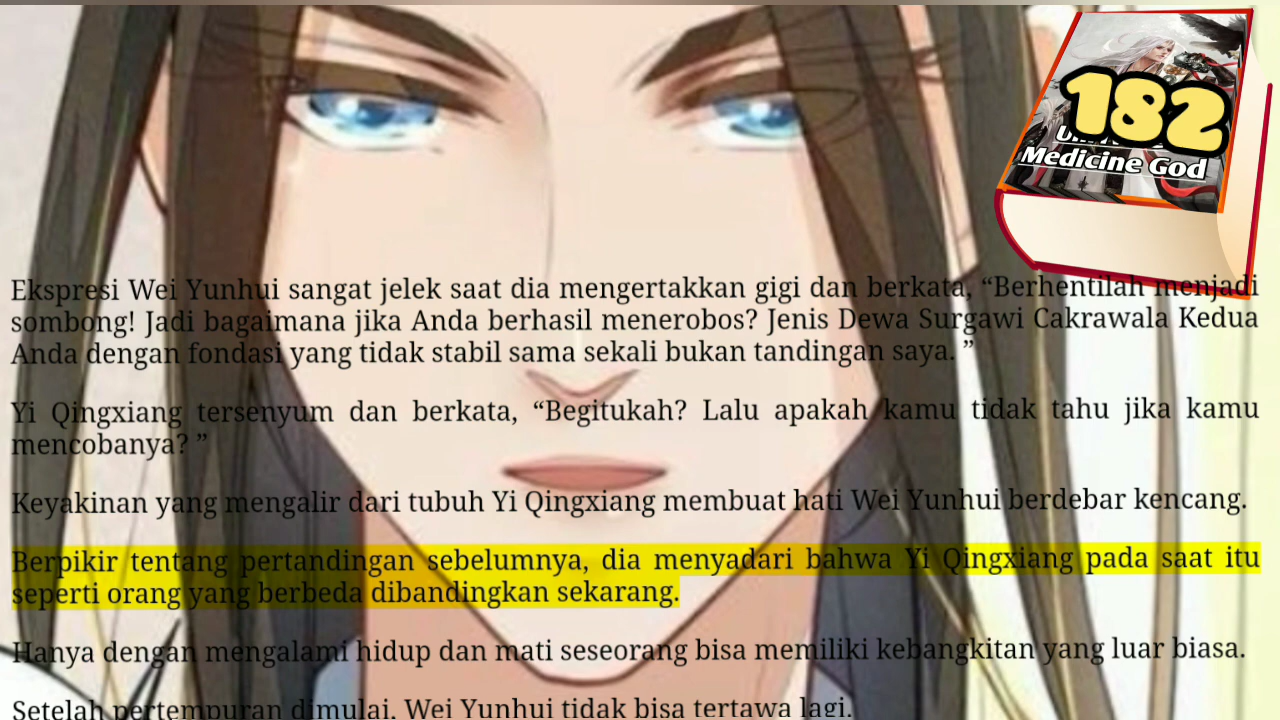 182
Medicine God
Ekspresi Wei Yunhui sangat jelek saat dia mengertakkan gigi dan berkata, “Berhentilah menjadi
sombong! Jadi bagaimana jika Anda berhasil menerobos? Jenis Dewa Surgawi Cakrawala Kedua
Anda dengan fondasi yang tidak stabil sama sekali bukan tandingan saya. ”
Yi Qingxiang tersenyum dan berkata, “Begitukah? Lalu apakah kamu tidak tahu jika kamu
mencobanya? ”
Keyakinan yang mengalir dari tubuh Yi Qingxiang membuat hati Wei Yunhui berdebar kencang.
Berpikir tentang pertandingan sebelumnya, dia menyadari bahwa Yi Qingxiang pada saat itu
seperti orang yang berbeda dibandingkan sekarang.
Hanya dengan mengalami hidup dan mati seseorang bisa memiliki kebangkitan yang luar biasa.
Setelah pertempuran dimulai, Wei Yunhui tidak bisa tertawa lagi.